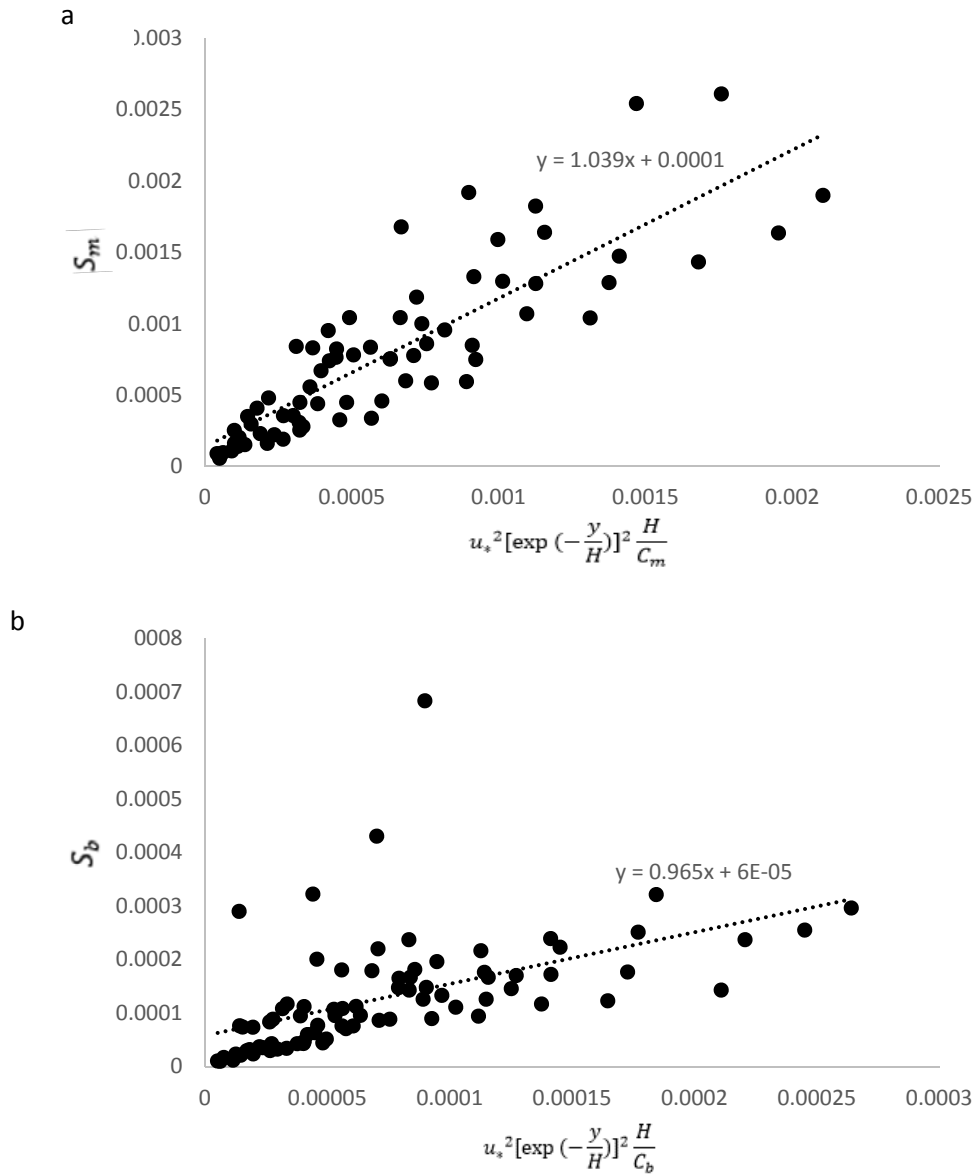 a
0.003
0.0025
0.002
0.0015
0.001
0.0005
0
S_m
y = 1.039x + 0.0001
0 0.0005 0.001 0.0015 0.002 0.0025
u_*^2 [exp (-y/H)]^2 H/C_m
b
0008
0.0007
0.0006
0.0005
0.0004
0.0003
0.0002
0.0001
0
S_b
y = 0.965x + 6E-05
0 0.00005 0.0001 0.00015 0.0002 0.00025 0.0003
u_*^2 [exp (-y/H)]^2 H/C_b